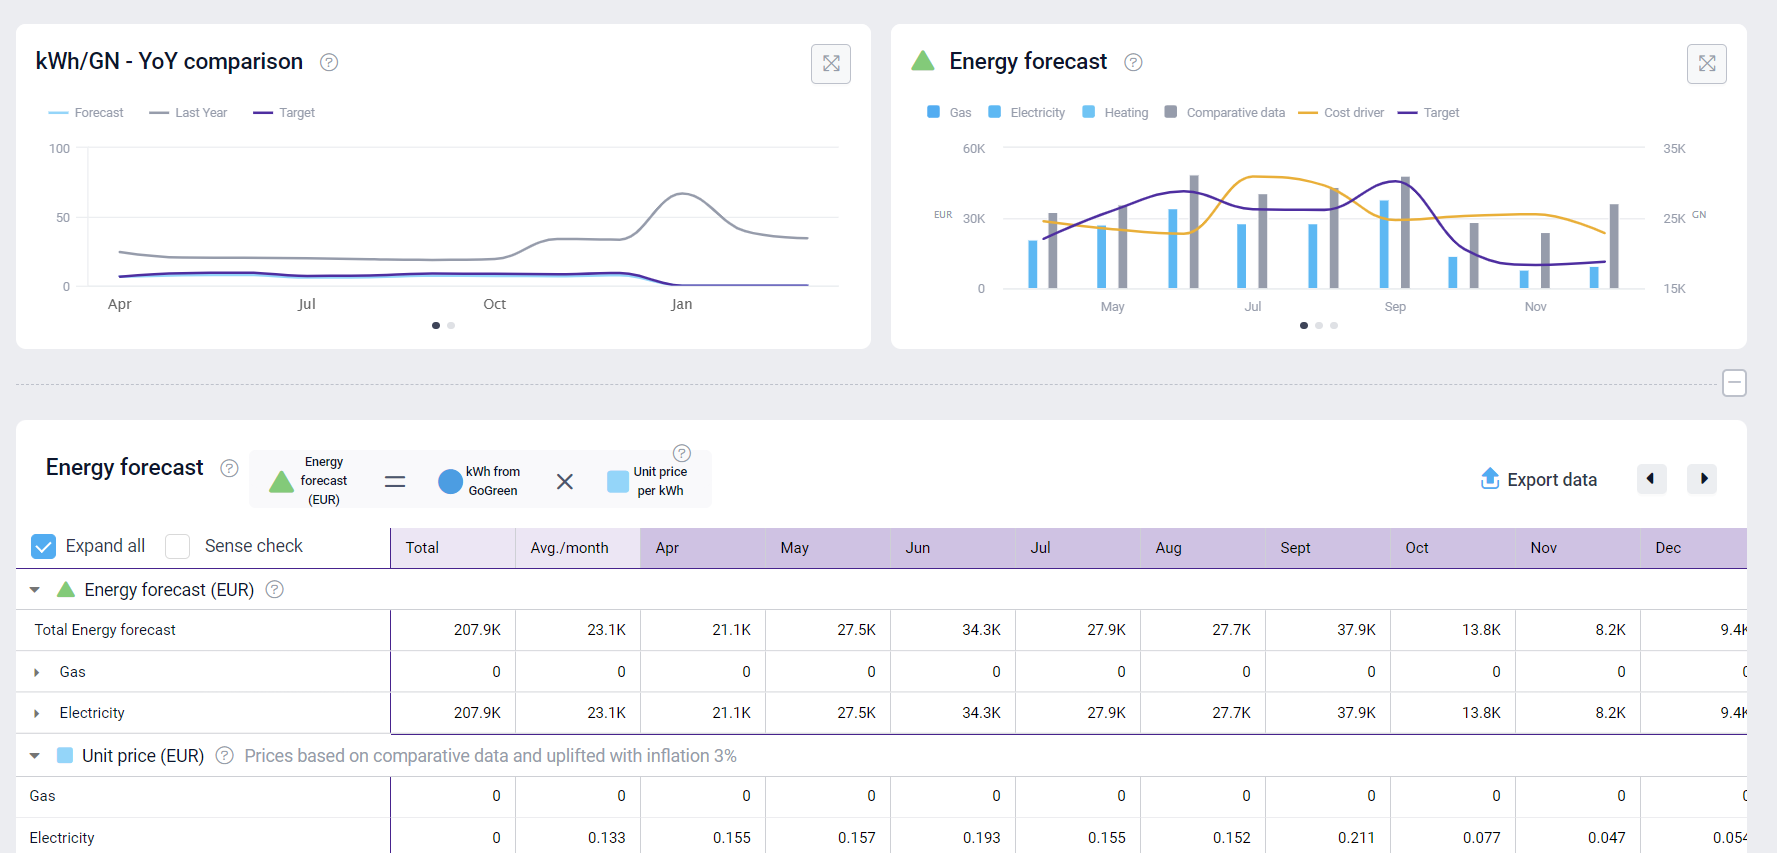 kWh/GN - YoY comparison ?
Forecast Last Year Target
100
50
0
Apr Jul Oct Jan
Energy forecast ?
Gas Electricity Heating Comparative data Cost driver Target
60K 35K
EUR 30K 25K GN
0 15K
May Jul Sep Nov
Energy forecast ?
Energy forecast (EUR) = kWh from GoGreen × Unit price per kWh ?
Export data
Expand all Sense check Total Avg./month Apr May Jun Jul Aug Sept Oct Nov Dec
Energy forecast (EUR) ?
Total Energy forecast 207.9K 23.1K 21.1K 27.5K 34.3K 27.9K 27.7K 37.9K 13.8K 8.2K 9.4K
Gas 0 0 0 0 0 0 0 0 0 0 0
Electricity 207.9K 23.1K 21.1K 27.5K 34.3K 27.9K 27.7K 37.9K 13.8K 8.2K 9.4K
Unit price (EUR) ? Prices based on comparative data and uplifted with inflation 3%
Gas 0 0 0 0 0 0 0 0 0 0 0
Electricity 0 0.133 0.155 0.157 0.193 0.155 0.152 0.211 0.077 0.047 0.054